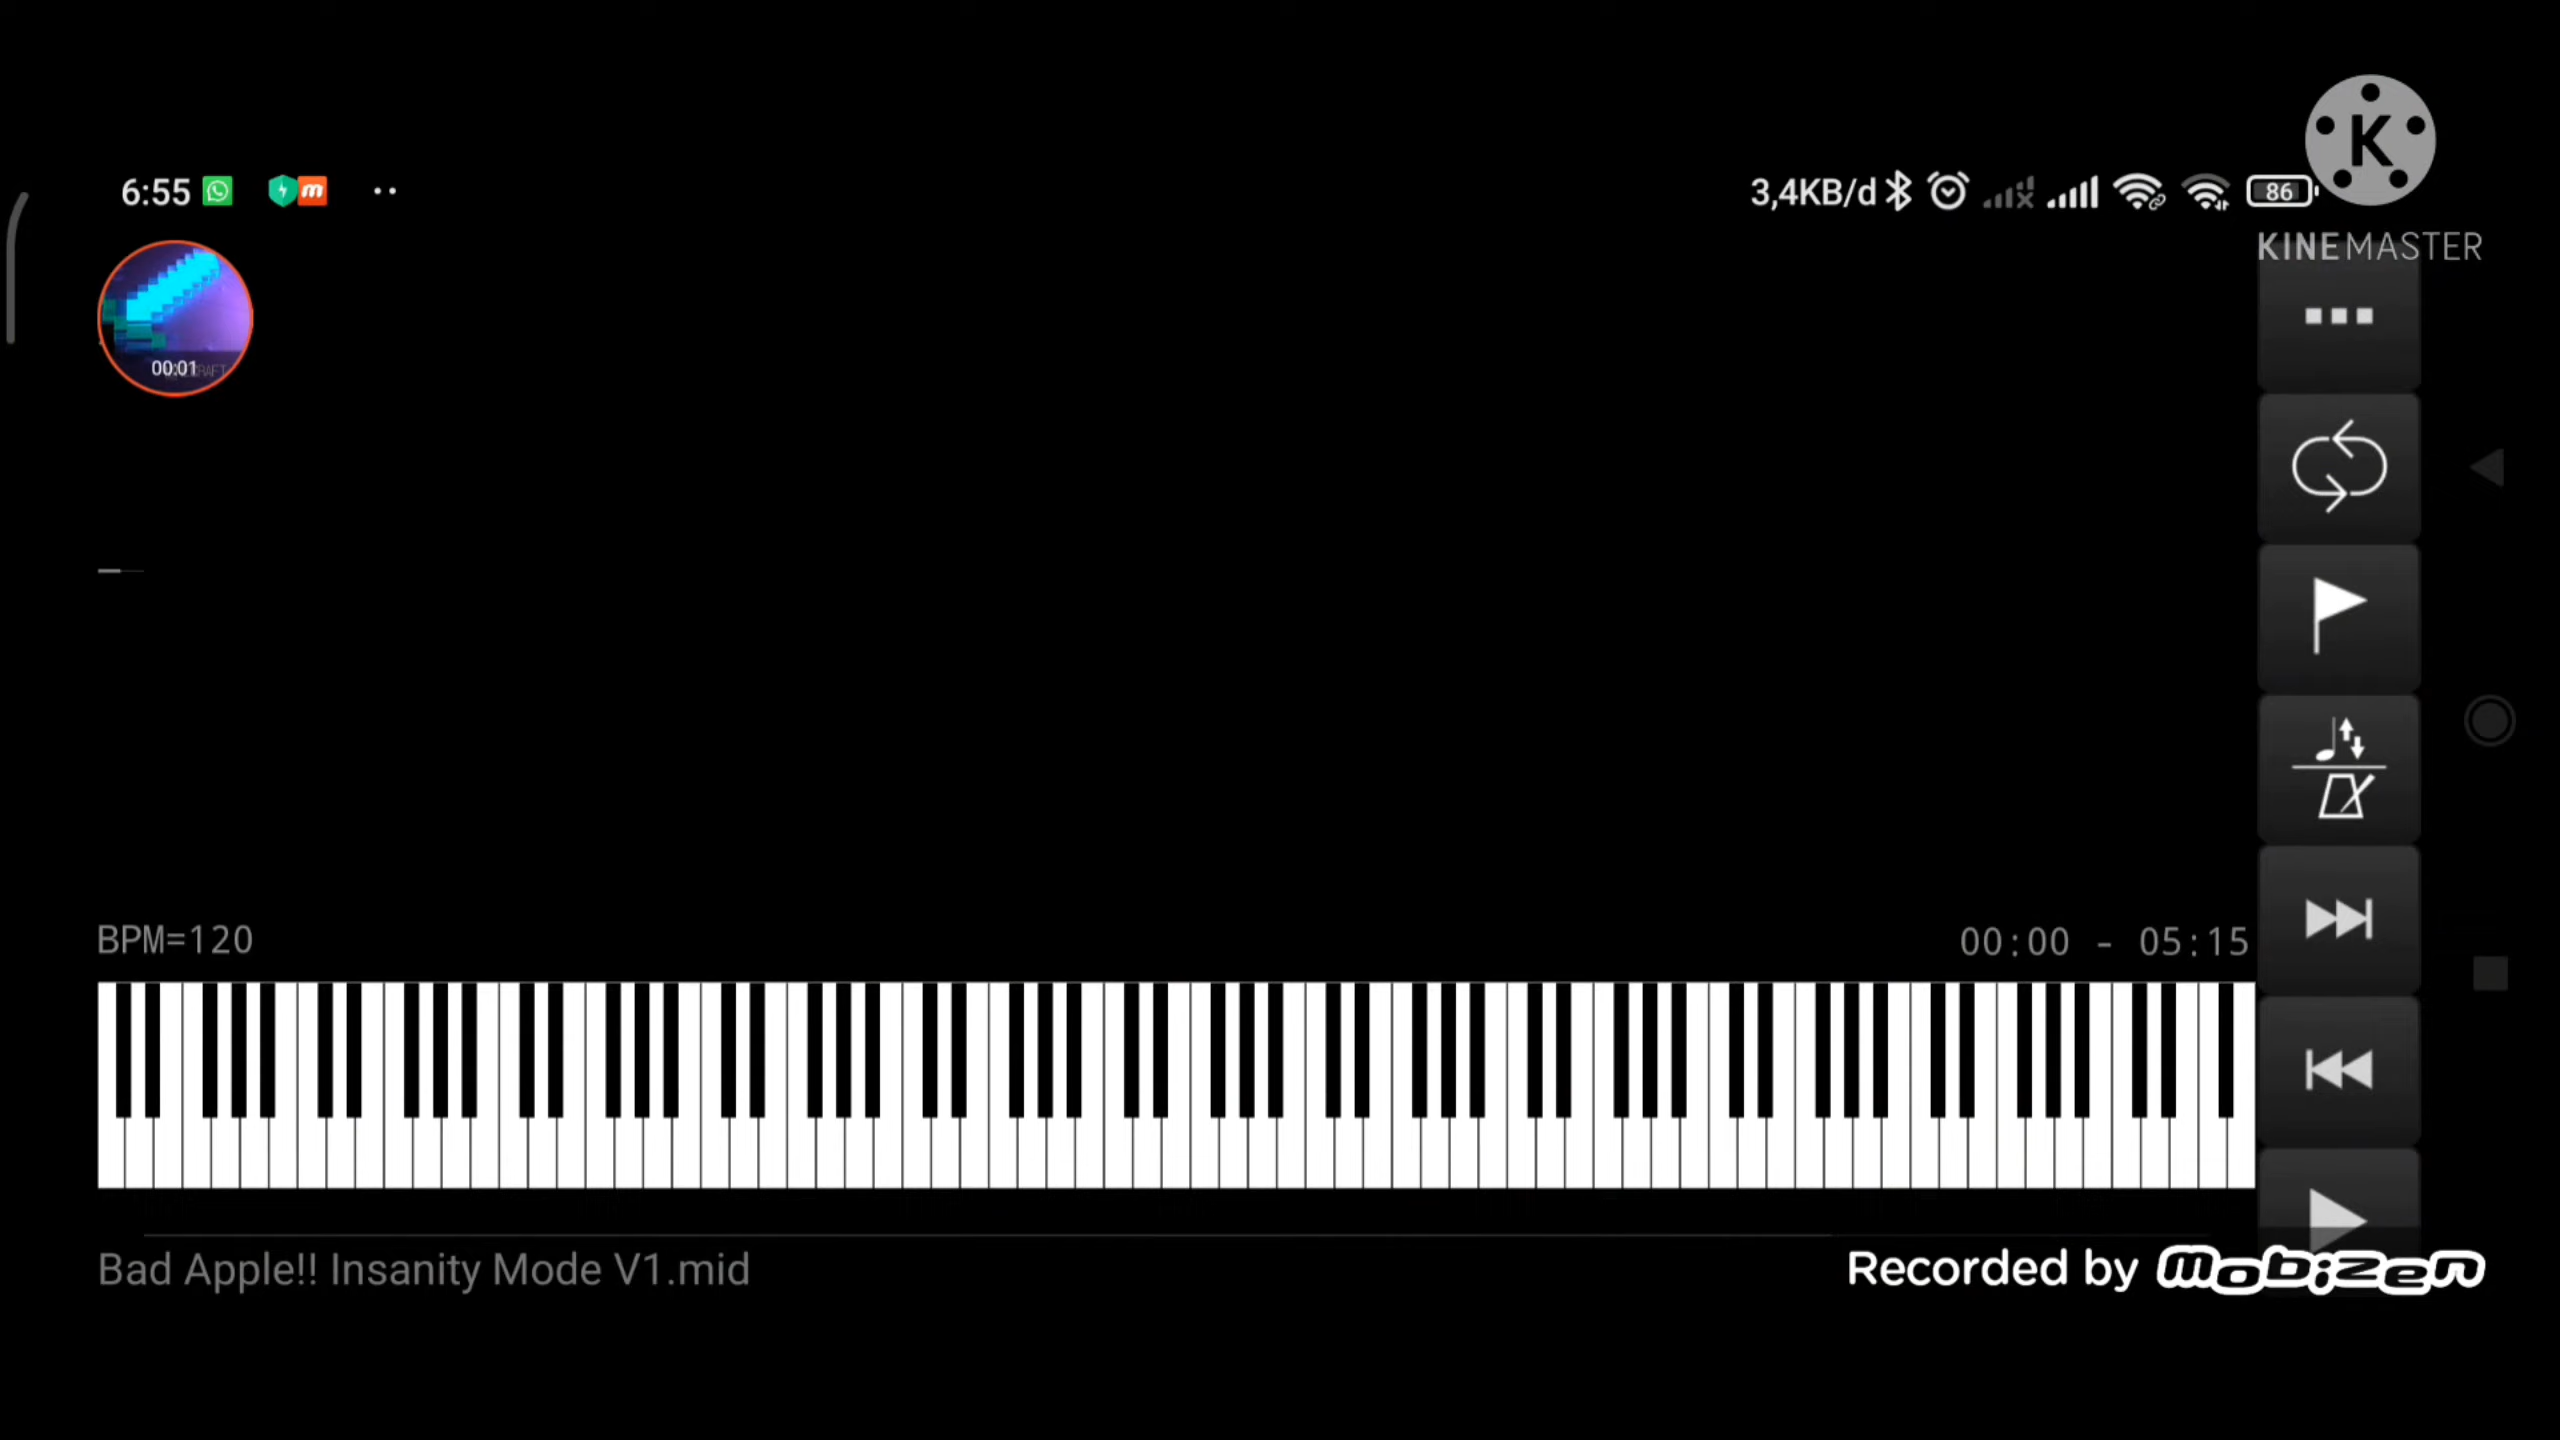 6:55
3,4KB/d
86
K
KINEMASTER
00:01
BPM=120
00:00 - 05:15
Bad Apple!! Insanity Mode V1.mid
Recorded by mobizen